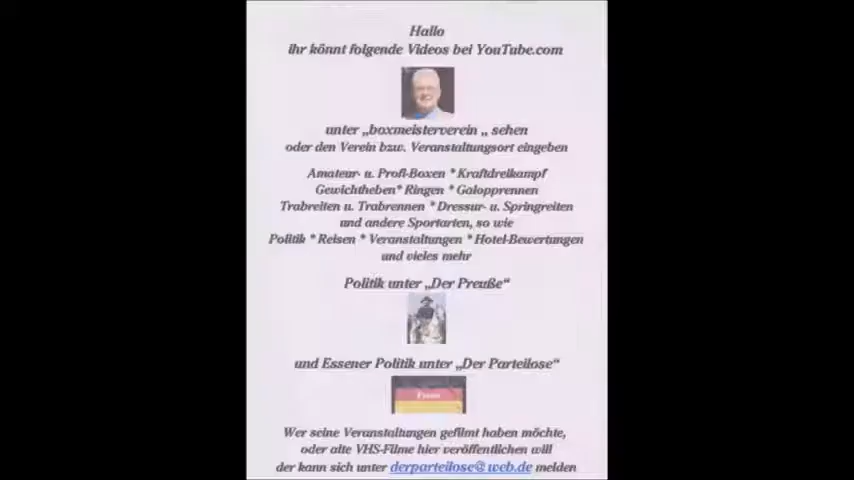 Hallo
ihr könnt folgende Videos bei YouTube.com
unter „boxmeisterverein „ sehen
oder den Verein bzw. Veranstaltungsort eingeben
Amateur- u. Profi-Boxen * Kraftdreikampf
Gewichtheben* Ringen * Galopprennen
Trabreiten u. Trabrennen * Dressur- u. Springreiten
und andere Sportarten, so wie
Politik * Reisen * Veranstaltungen * Hotel-Bewertungen
und vieles mehr
Politik unter „Der Preuße“
und Essener Politik unter „Der Parteilose“
Wer seine Veranstaltungen gefilmt haben möchte,
oder alte VHS-Filme hier veröffentlichen will
der kann sich unter derparteilose@web.de melden